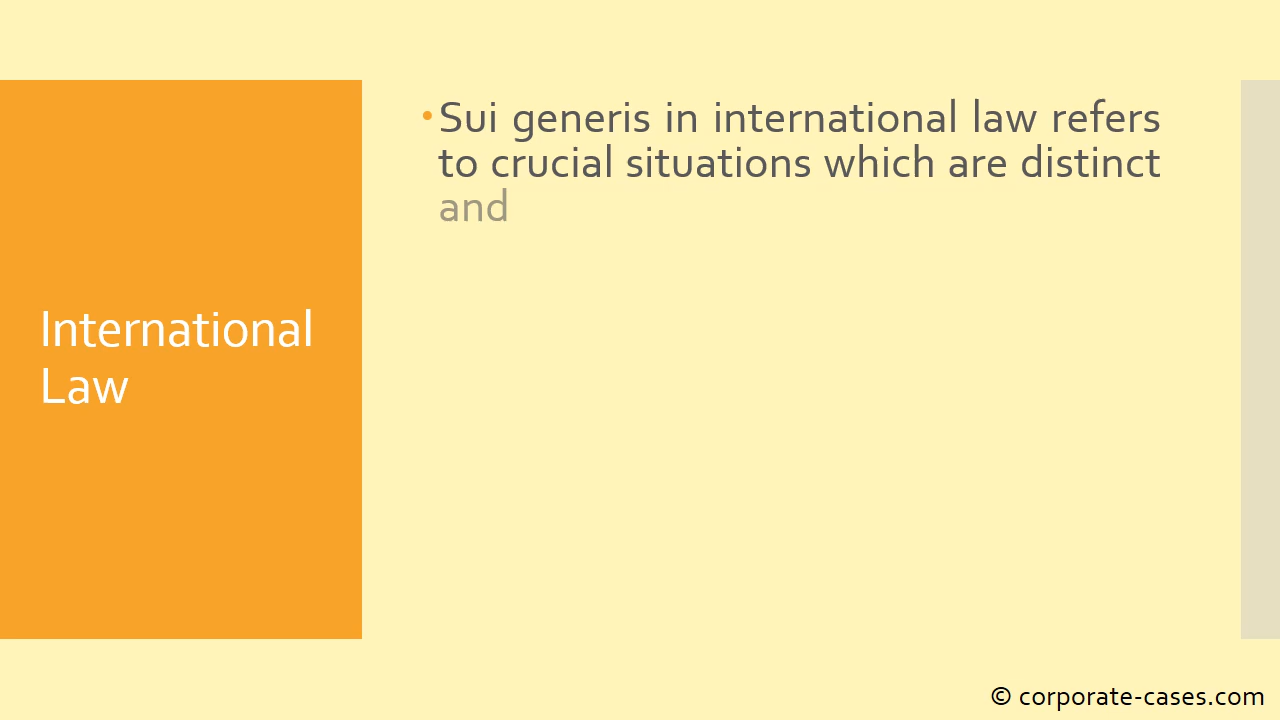 International
Law
• Sui generis in international law refers
to crucial situations which are distinct
and
© corporate-cases.com